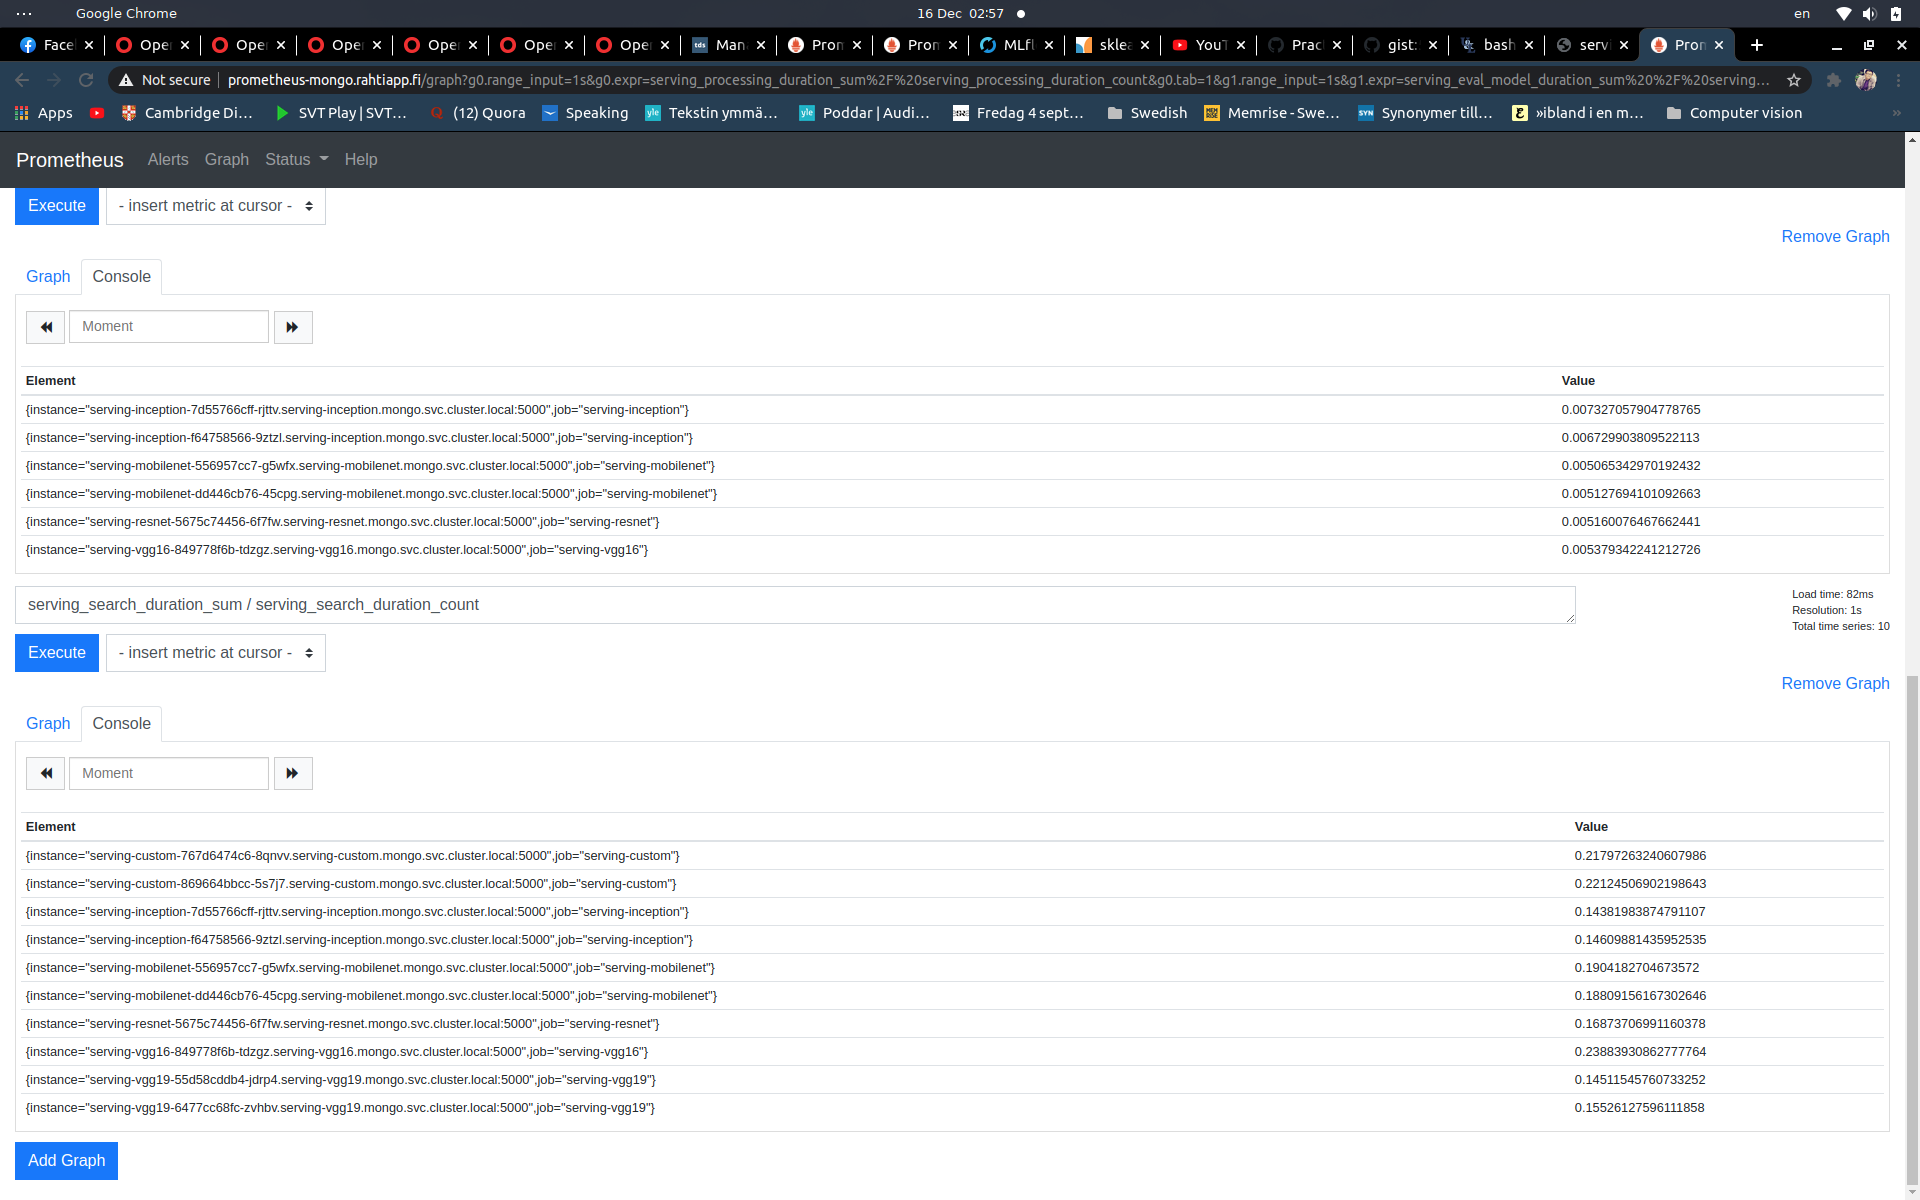 Google Chrome 16 Dec 02:57 en
Face Oper Oper Oper Oper Oper Oper tds Man Prom Prom MLfl sklea YouT Pract gist: bash servi Prom
Not secure prometheus-mongo.rahtiapp.fi/graph?g0.range_input=1s&g0.expr=serving_processing_duration_sum%2F%20serving_processing_duration_count&g0.tab=1&g1.range_input=1s&g1.expr=serving_eval_model_duration_sum%20%2F%20serving...
Apps Cambridge Di... SVT Play | SVT... (12) Quora Speaking yle Tekstin ymmä... yle Poddar | Audi... Fredag 4 sept... Swedish Memrise - Swe... SYN Synonymer till... »ibland i en m... Computer vision »
Prometheus Alerts Graph Status Help
Execute - insert metric at cursor -
Remove Graph
Graph Console
Moment
Element Value
{instance="serving-inception-7d55766cff-rjttv.serving-inception.mongo.svc.cluster.local:5000",job="serving-inception"} 0.007327057904778765
{instance="serving-inception-f64758566-9ztzl.serving-inception.mongo.svc.cluster.local:5000",job="serving-inception"} 0.006729903809522113
{instance="serving-mobilenet-556957cc7-g5wfx.serving-mobilenet.mongo.svc.cluster.local:5000",job="serving-mobilenet"} 0.005065342970192432
{instance="serving-mobilenet-dd446cb76-45cpg.serving-mobilenet.mongo.svc.cluster.local:5000",job="serving-mobilenet"} 0.005127694101092663
{instance="serving-resnet-5675c74456-6f7fw.serving-resnet.mongo.svc.cluster.local:5000",job="serving-resnet"} 0.005160076467662441
{instance="serving-vgg16-849778f6b-tdzgz.serving-vgg16.mongo.svc.cluster.local:5000",job="serving-vgg16"} 0.005379342241212726
serving_search_duration_sum / serving_search_duration_count
Load time: 82ms
Resolution: 1s
Total time series: 10
Execute - insert metric at cursor -
Remove Graph
Graph Console
Moment
Element Value
{instance="serving-custom-767d6474c6-8qnvv.serving-custom.mongo.svc.cluster.local:5000",job="serving-custom"} 0.21797263240607986
{instance="serving-custom-869664bbcc-5s7j7.serving-custom.mongo.svc.cluster.local:5000",job="serving-custom"} 0.22124506902198643
{instance="serving-inception-7d55766cff-rjttv.serving-inception.mongo.svc.cluster.local:5000",job="serving-inception"} 0.14381983874791107
{instance="serving-inception-f64758566-9ztzl.serving-inception.mongo.svc.cluster.local:5000",job="serving-inception"} 0.14609881435952535
{instance="serving-mobilenet-556957cc7-g5wfx.serving-mobilenet.mongo.svc.cluster.local:5000",job="serving-mobilenet"} 0.1904182704673572
{instance="serving-mobilenet-dd446cb76-45cpg.serving-mobilenet.mongo.svc.cluster.local:5000",job="serving-mobilenet"} 0.18809156167302646
{instance="serving-resnet-5675c74456-6f7fw.serving-resnet.mongo.svc.cluster.local:5000",job="serving-resnet"} 0.16873706991160378
{instance="serving-vgg16-849778f6b-tdzgz.serving-vgg16.mongo.svc.cluster.local:5000",job="serving-vgg16"} 0.23883930862777764
{instance="serving-vgg19-55d58cddb4-jdrp4.serving-vgg19.mongo.svc.cluster.local:5000",job="serving-vgg19"} 0.14511545760733252
{instance="serving-vgg19-6477cc68fc-zvhbv.serving-vgg19.mongo.svc.cluster.local:5000",job="serving-vgg19"} 0.15526127596111858
Add Graph